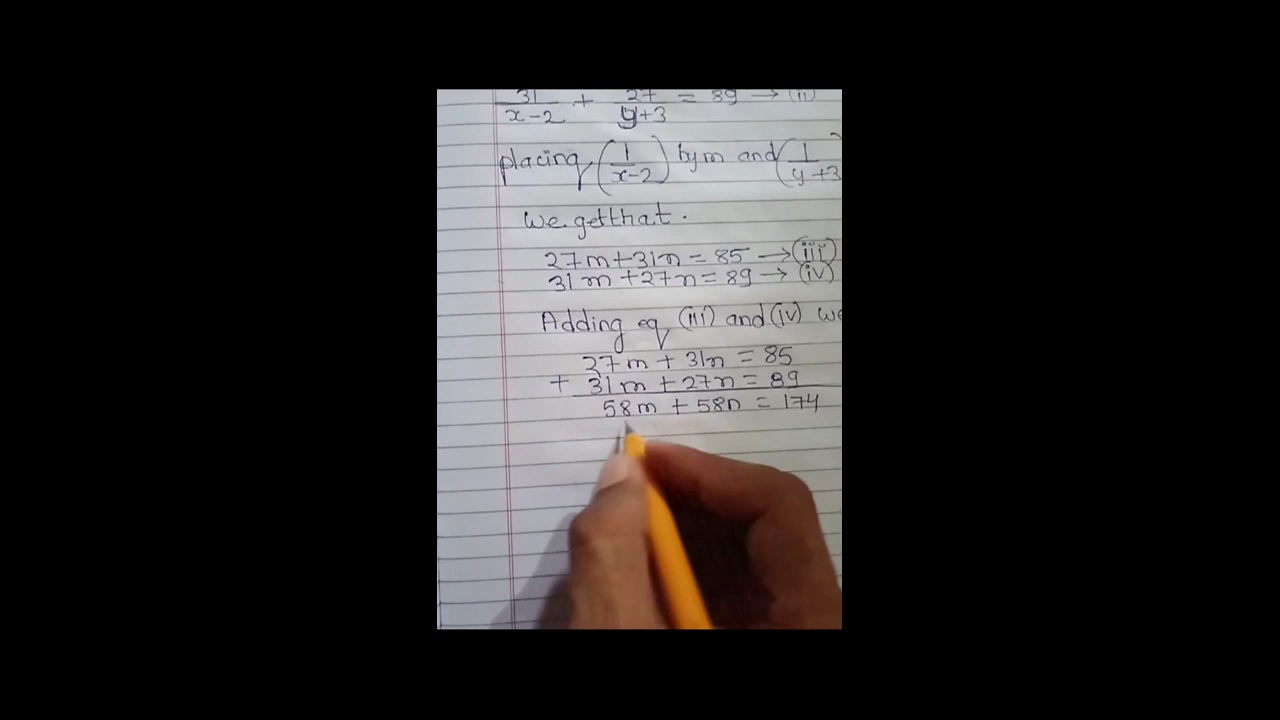 31/(x-2) + 27/(y+3) = 89 → (ii)
placing (1/(x-2)) by m and (1/(y+3
we get that.
27m+31n = 85 → (iii)
31m+27n = 89 → (iv)
Adding eq (iii) and (iv) we
27m + 31n = 85
+ 31m + 27n = 89
58m + 58n = 174